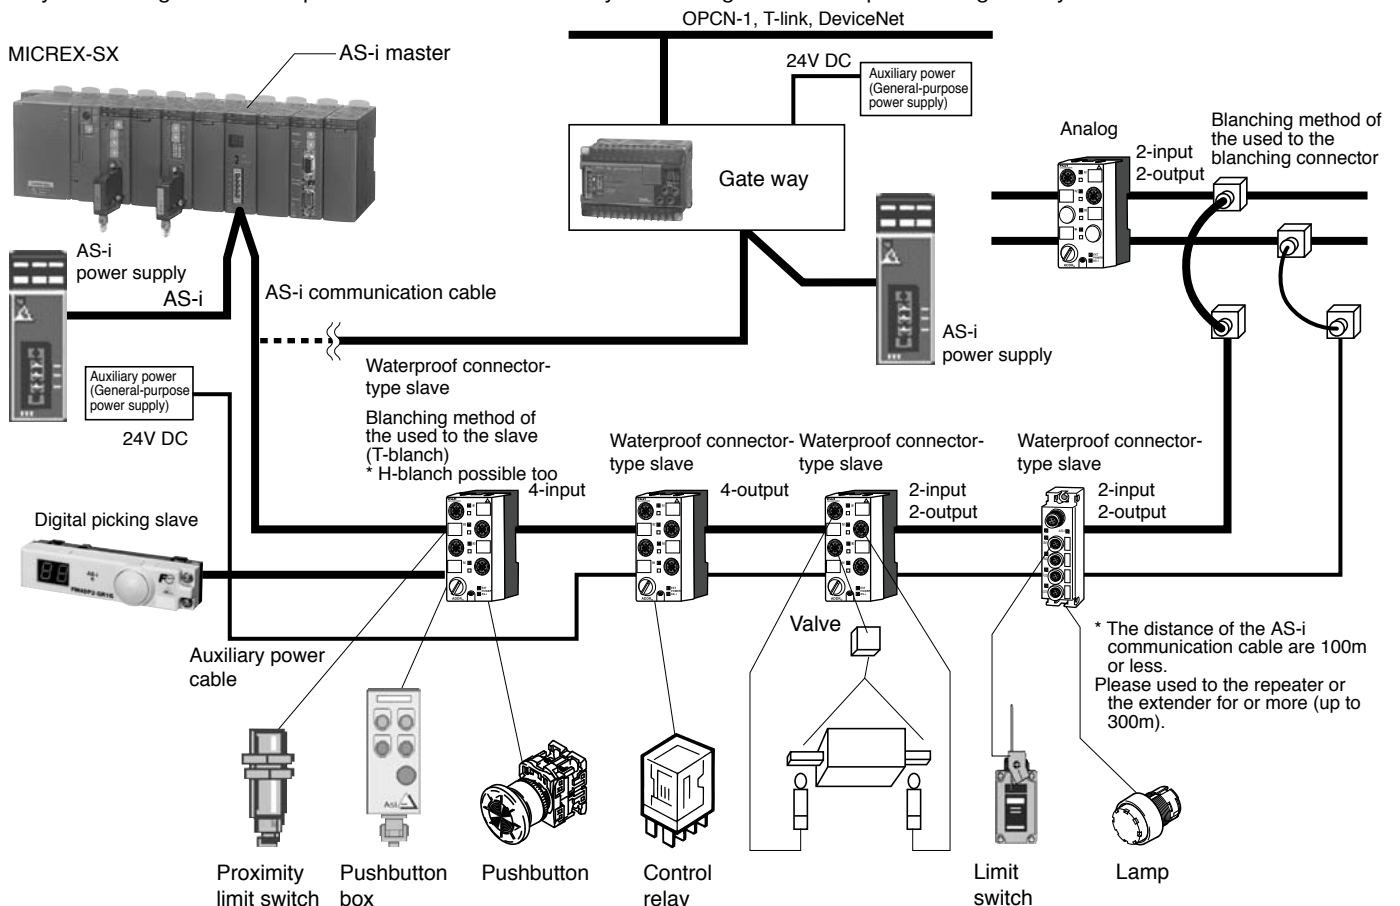 OPCN-1, T-link, DeviceNet
MICREX-SX
AS-i master
24V DC
Auxiliary power
(General-purpose
power supply)
Gate way
Analog
2-input
2-output
Blanching method of
the used to the
blanching connector
AS-i
power supply
AS-i
AS-i communication cable
AS-i
power supply
Auxiliary power
(General-purpose
power supply)
24V DC
Waterproof connector-
type slave
Blanching method of
the used to the slave
(T-blanch)
* H-blanch possible too
4-input
Waterproof connector-
type slave
4-output
Waterproof connector-
type slave
2-input
2-output
Waterproof connector-
type slave
2-input
2-output
Digital picking slave
Auxiliary power
cable
Valve
* The distance of the AS-i
communication cable are 100m
or less.
Please used to the repeater or
the extender for or more (up to
300m).
Proximity
limit switch
Pushbutton
box
Pushbutton
Control
relay
Limit
switch
Lamp